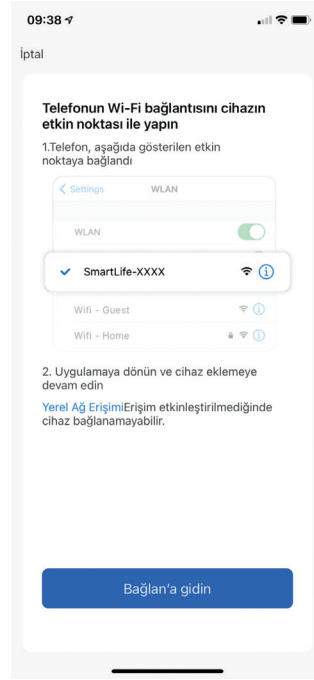 09:38
İptal
Telefonun Wi-Fi bağlantısını cihazın
etkin noktası ile yapın
1.Telefon, aşağıda gösterilen etkin
noktaya bağlandı
Settings WLAN
WLAN
SmartLife-XXXX
Wifi - Guest
Wifi - Home
2. Uygulamaya dönün ve cihaz eklemeye
devam edin
Yerel Ağ ErişimiErişim etkinleştirilmediğinde
cihaz bağlanamayabilir.
Bağlan'a gidin